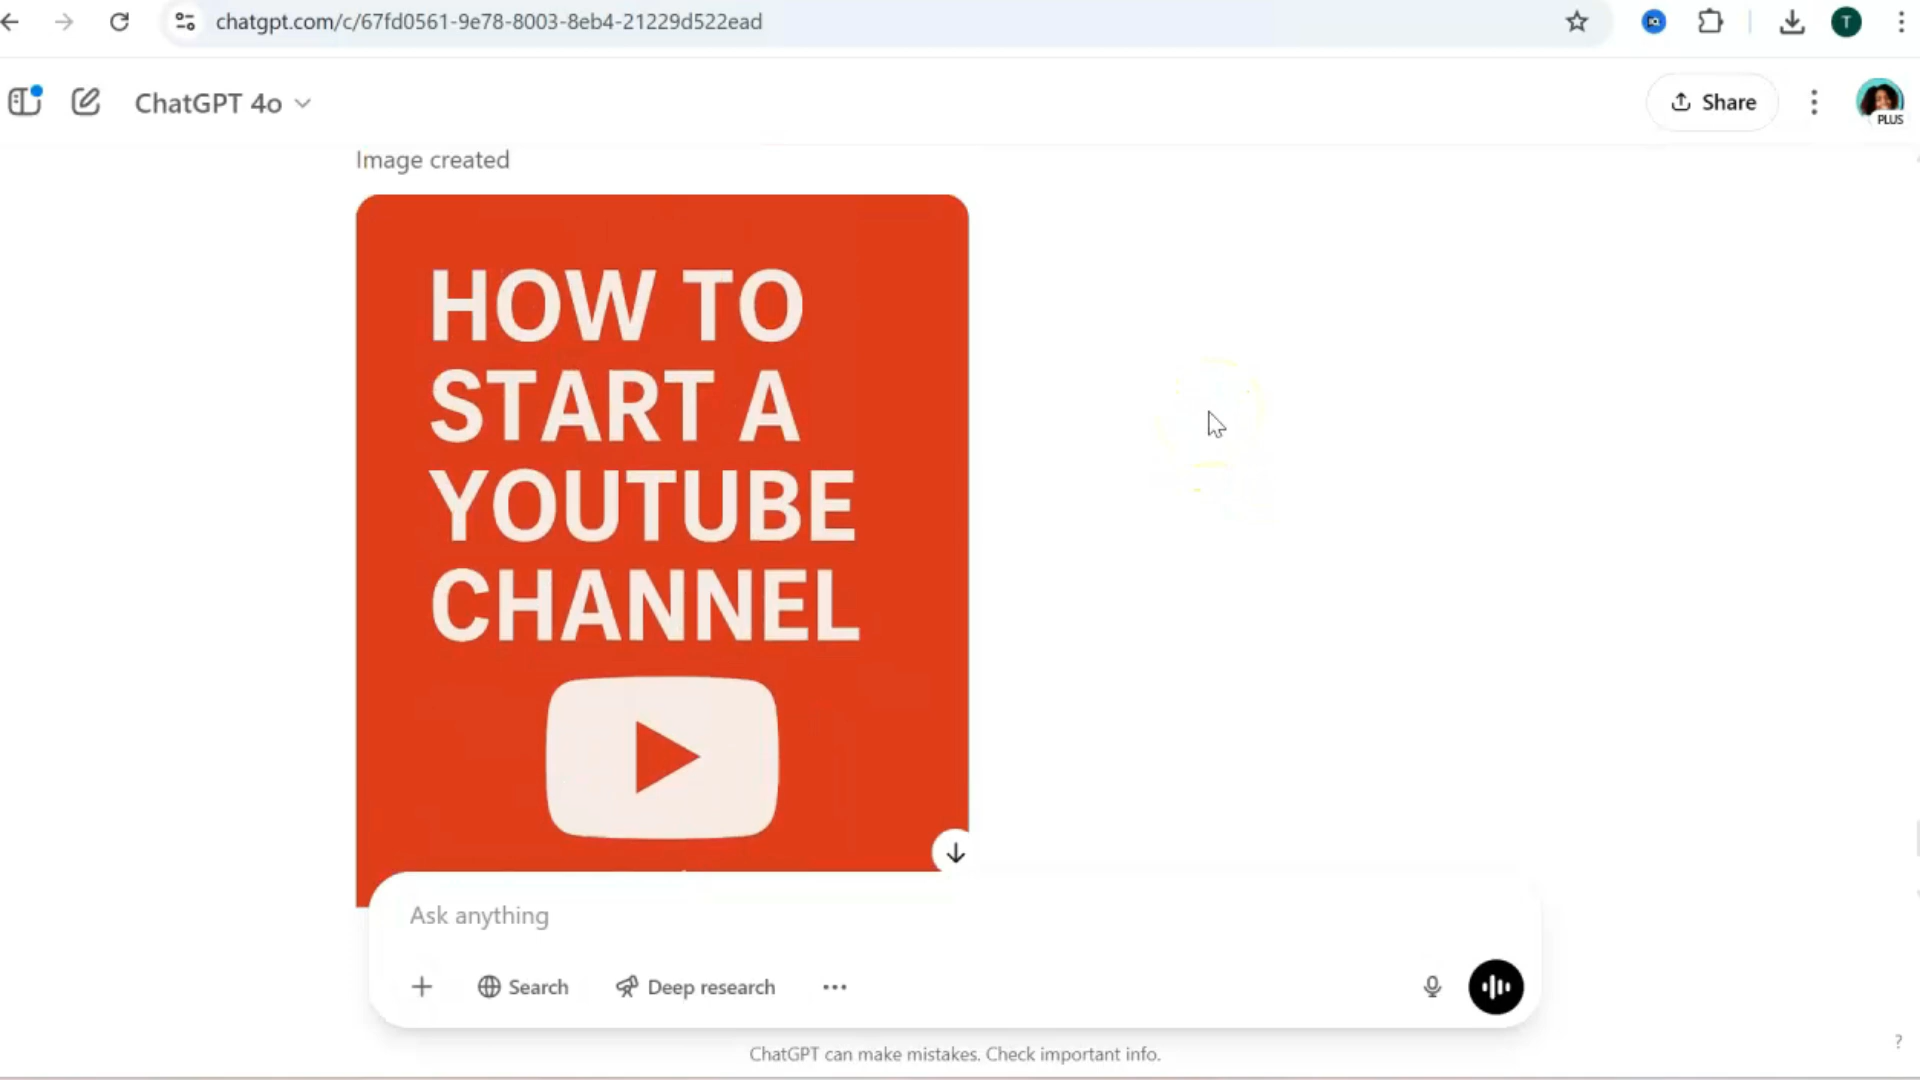 chatgpt.com/c/67fd0561-9e78-8003-8eb4-21229d522ead
T
ChatGPT 4o
Share
PLUS
Image created
HOW TO
START A
YOUTUBE
CHANNEL
Ask anything
Search
Deep research
ChatGPT can make mistakes. Check important info.
?